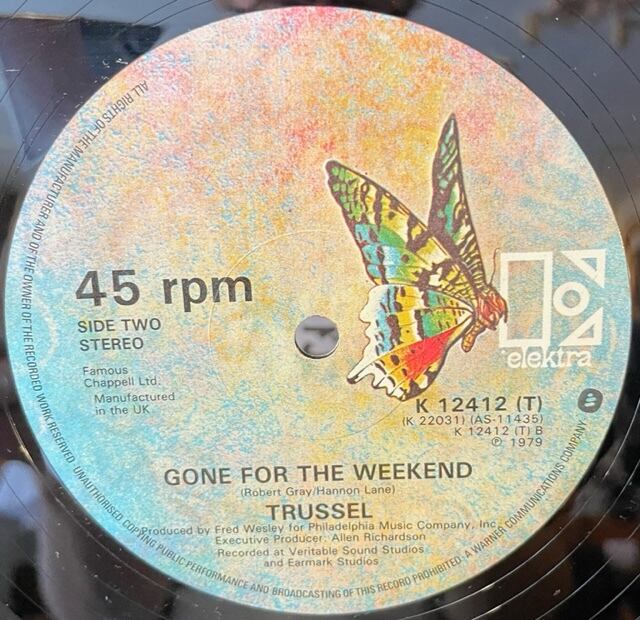 ALL RIGHTS OF THE MANUFACTURER AND OF THE OWNER OF THE RECORDED WORK RESERVED. UNAUTHORISED COPYING PUBLIC PERFORMANCE AND BROADCASTING OF THIS RECORD PROHIBITED. A WARNER COMMUNICATIONS COMPANY
45 rpm
SIDE TWO
STEREO
elektra
Famous
Chappell Ltd.
Manufactured
in the UK
K 12412 (T)
(K 22031) (AS-11435)
K 12412 (T) B
℗ 1979
GONE FOR THE WEEKEND
(Robert Gray/Hannon Lane)
TRUSSEL
Produced by Fred Wesley for Philadelphia Music Company, Inc.
Executive Producer: Allen Richardson
Recorded at Veritable Sound Studios
and Earmark Studios